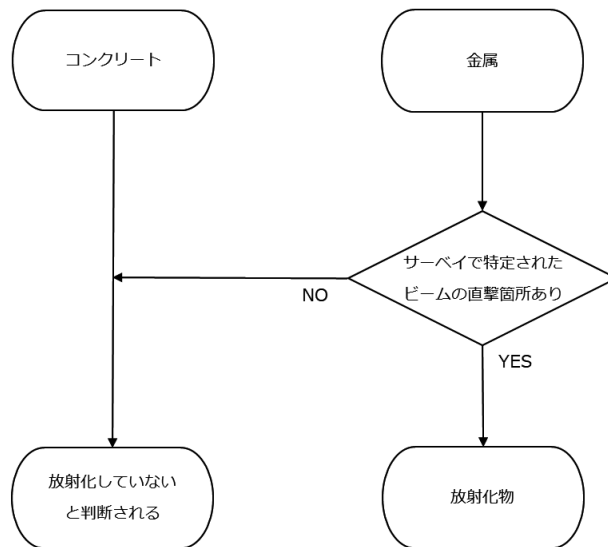 コンクリート
金属
サーベイで特定された
ビームの直撃箇所あり
NO
YES
放射化していない
と判断される
放射化物